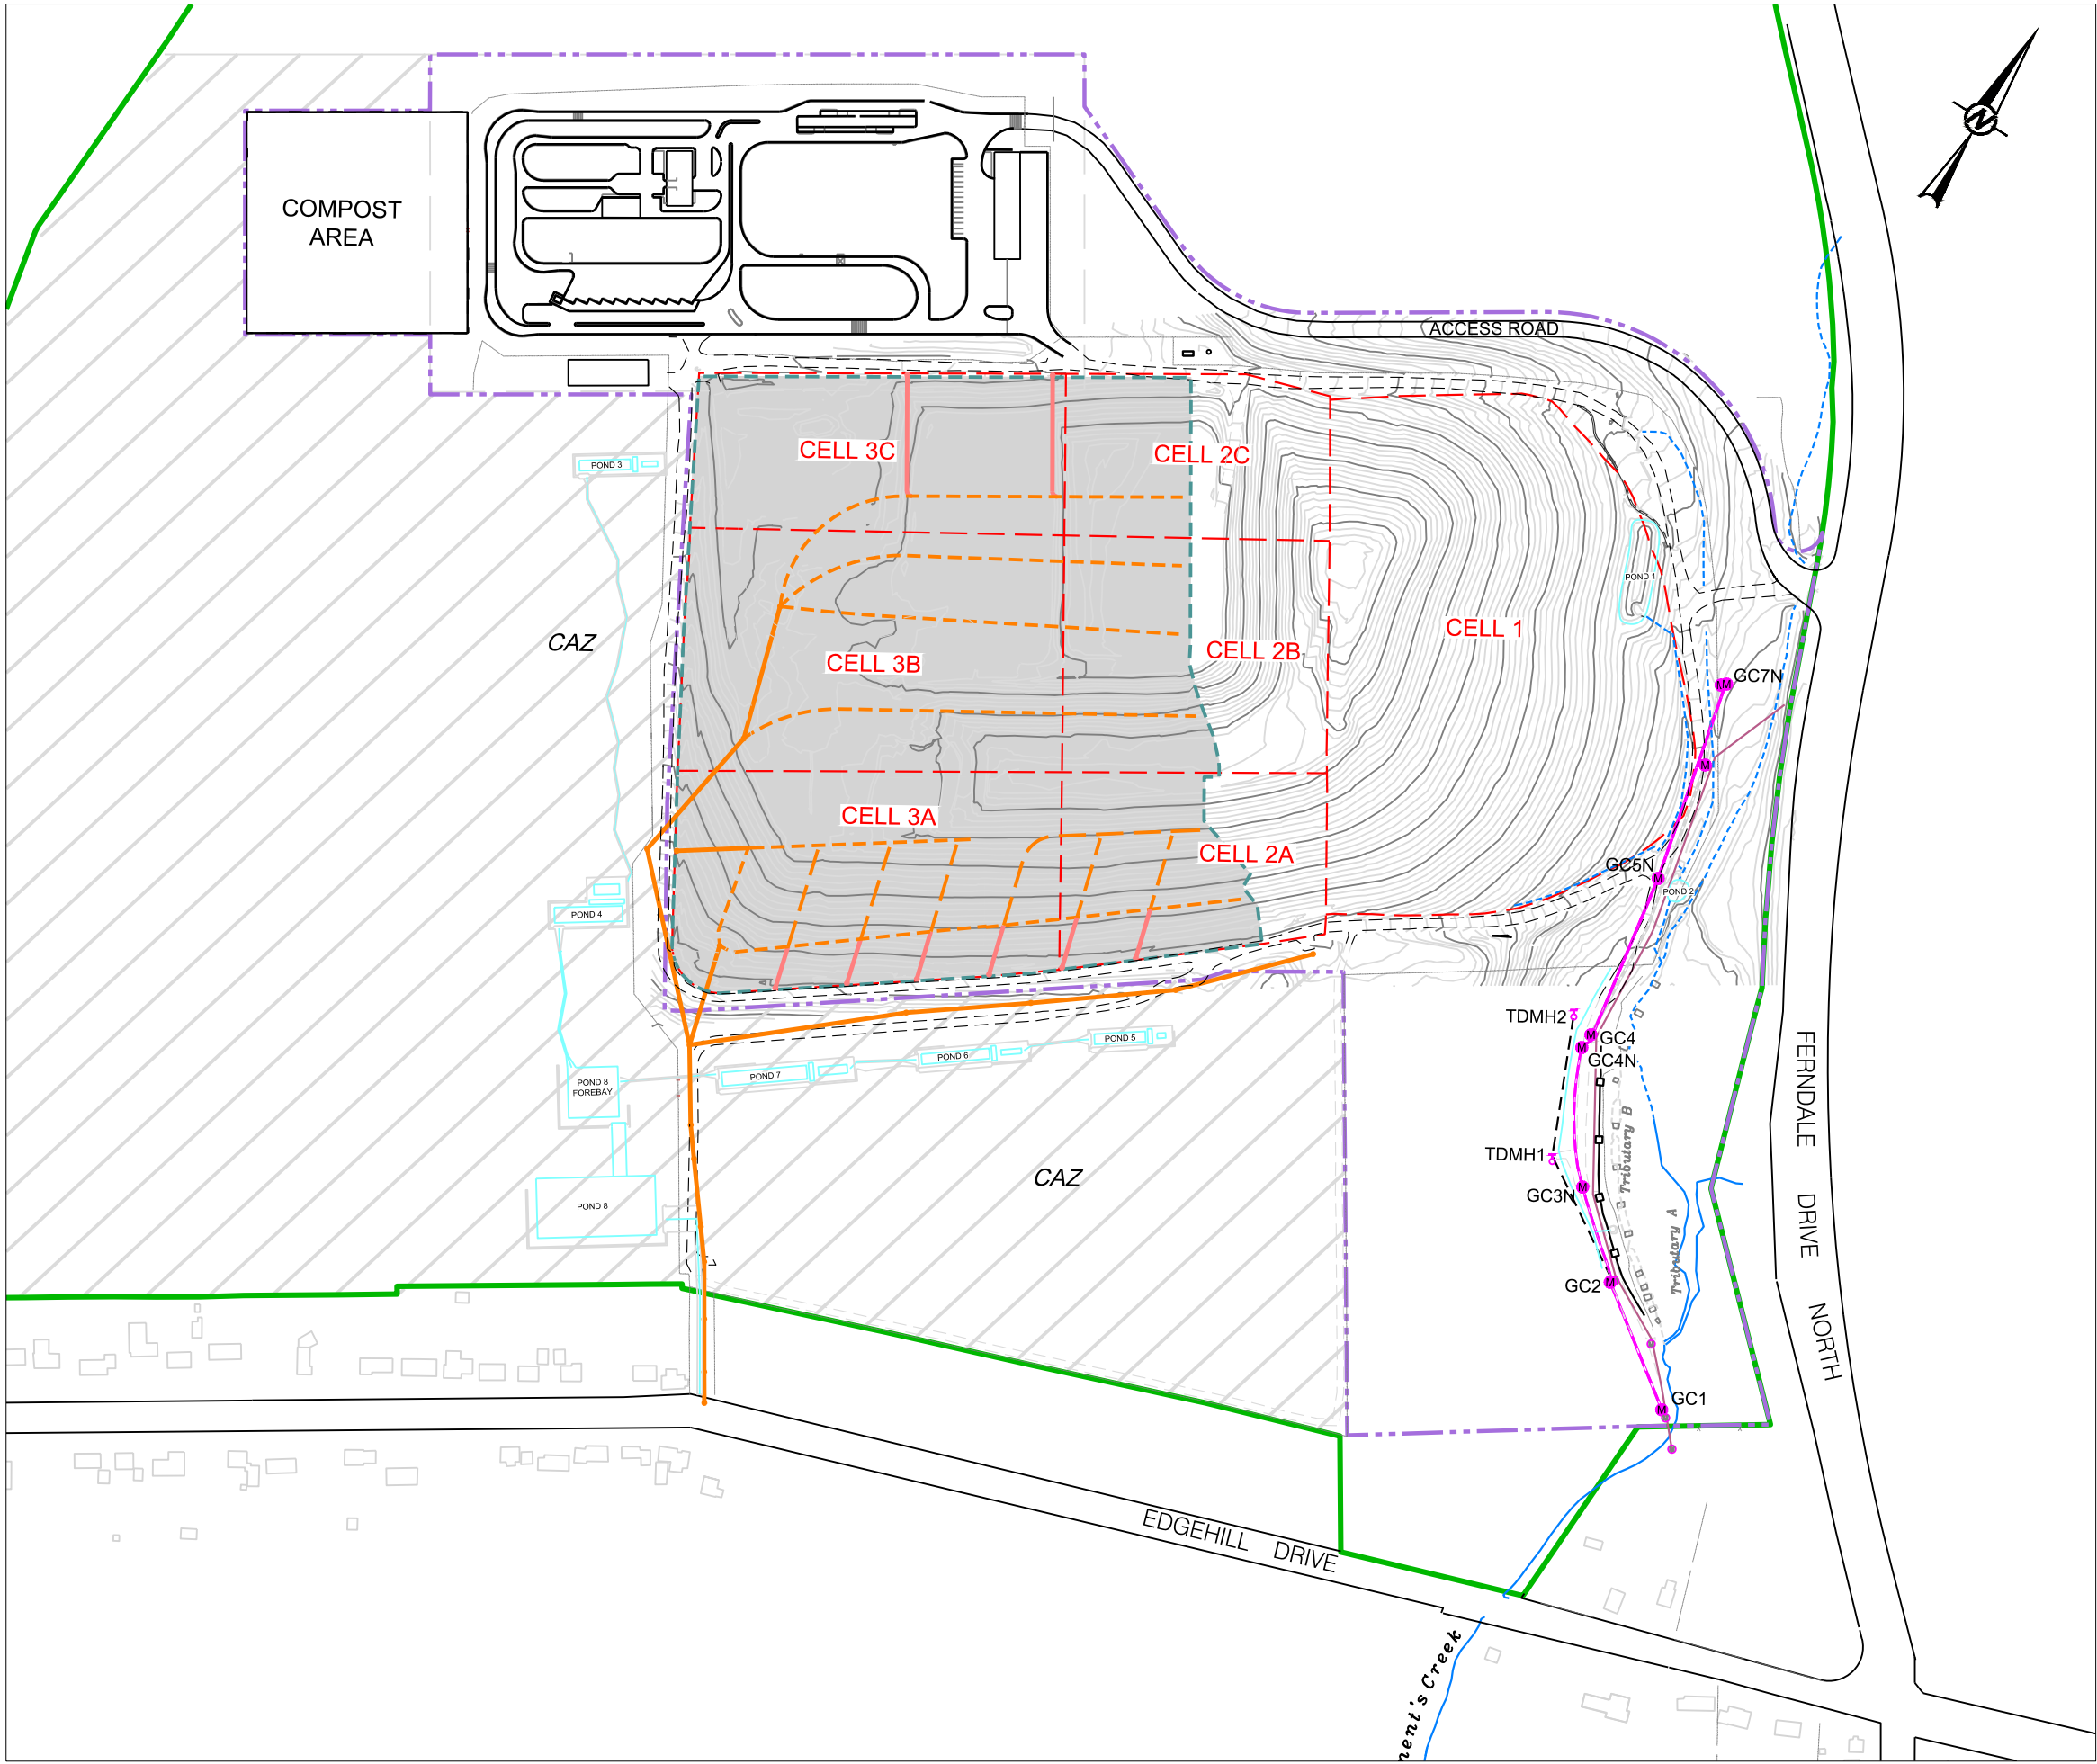 N
COMPOST
AREA
ACCESS ROAD
CELL 3C
CELL 2C
POND 3
POND 1
CELL 1
CAZ
CELL 2B
CELL 3B
GC7N
M
M
CELL 3A
CELL 2A
GC5N
M
POND 2
POND 4
TDMH2
M
GC4
M
GC4N
POND 5
POND 6
POND 7
POND 8
FOREBAY
Tributary B
TDMH1
CAZ
M
GC3N
POND 8
Tributary A
M
GC2
GC1
M
FERNDALE DRIVE NORTH
EDGEHILL DRIVE
ment's Creek